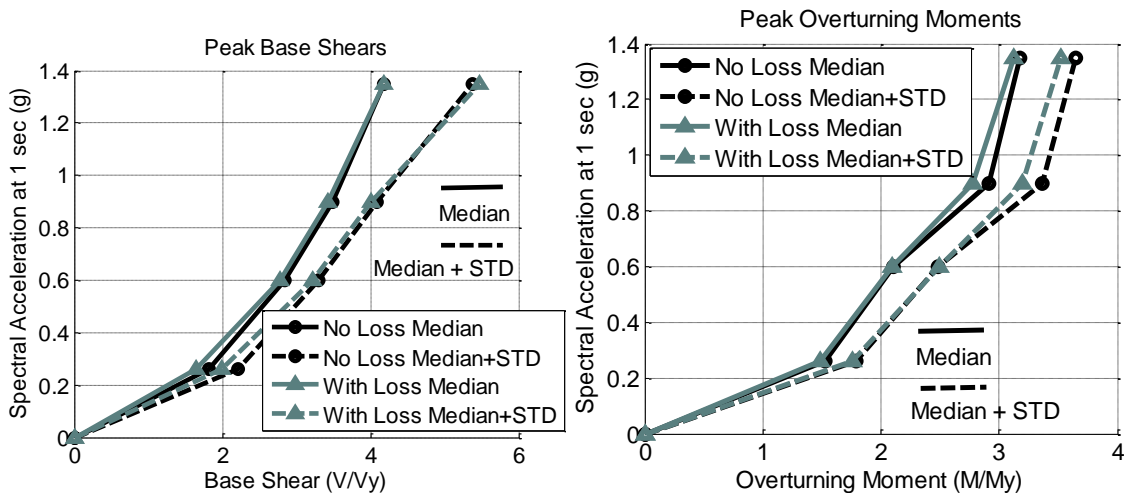 Peak Base Shears
Spectral Acceleration at 1 sec (g)
1.4
1.2
1
0.8
0.6
0.4
0.2
0
0
2
4
6
Base Shear (V/Vy)
Median
Median + STD
No Loss Median
No Loss Median+STD
With Loss Median
With Loss Median+STD
Peak Overturning Moments
Spectral Acceleration at 1 sec (g)
1.4
1.2
1
0.8
0.6
0.4
0.2
0
0
1
2
3
4
Overturning Moment (M/My)
No Loss Median
No Loss Median+STD
With Loss Median
With Loss Median+STD
Median
Median + STD